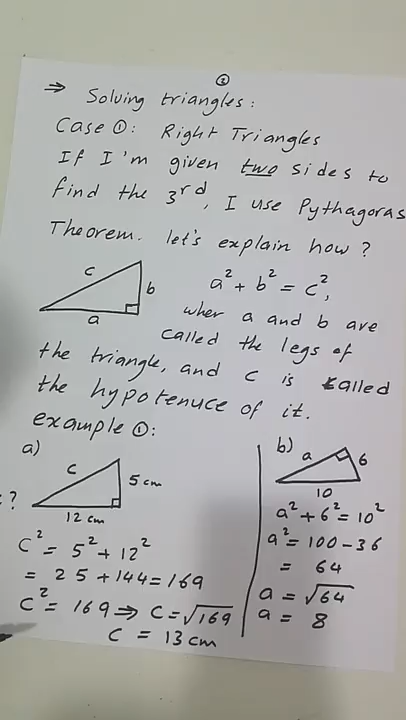 ②
⇒ Solving triangles:
Case ①: Right Triangles
If I'm given two sides to
find the 3rd, I use Pythagoras
Theorem. let's explain how?
c
b
a
a² + b² = c²,
wher a and b are
called the legs of
the triangle, and c is called
the hypotenuce of it.
example ①:
a)
c
5 cm
?
12 cm
c² = 5² + 12²
= 25 + 144 = 169
c² = 169 ⇒ c = √169
c = 13 cm
b)
a
6
10
a² + 6² = 10²
a² = 100 - 36
= 64
a = √64
a = 8